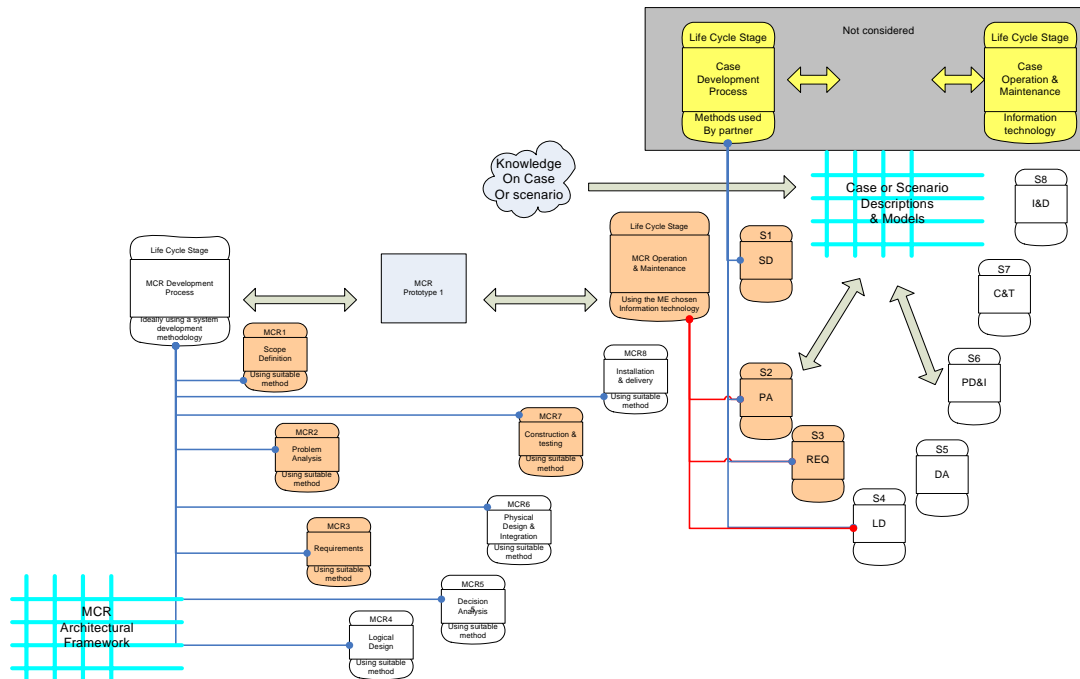 Not considered
Life Cycle Stage
Case
Development
Process
Methods used
By partner
Life Cycle Stage
Case
Operation &
Maintenance
Information
technology
Knowledge
On Case
Or scenario
Case or Scenario
Descriptions
& Models
S8
I&D
Life Cycle Stage
MCR Development
Process
Ideally using a system
development
methodology
MCR
Prototype 1
Life Cycle Stage
MCR Operation
& Maintenance
Using the ME chosen
Information technology
S1
SD
S7
C&T
MCR1
Scope
Definition
Using suitable
method
MCR8
Installation
& delivery
Using suitable
method
S2
PA
S6
PD&I
MCR2
Problem
Analysis
Using suitable
method
MCR7
Construction &
testing
Using suitable
method
S3
REQ
S5
DA
MCR6
Physical
Design &
Integration
Using suitable
method
S4
LD
MCR3
Requirements
Using suitable
method
MCR5
Decision
Analysis
&
Using suitable
method
MCR4
Logical
Design
Using suitable
method
MCR
Architectural
Framework